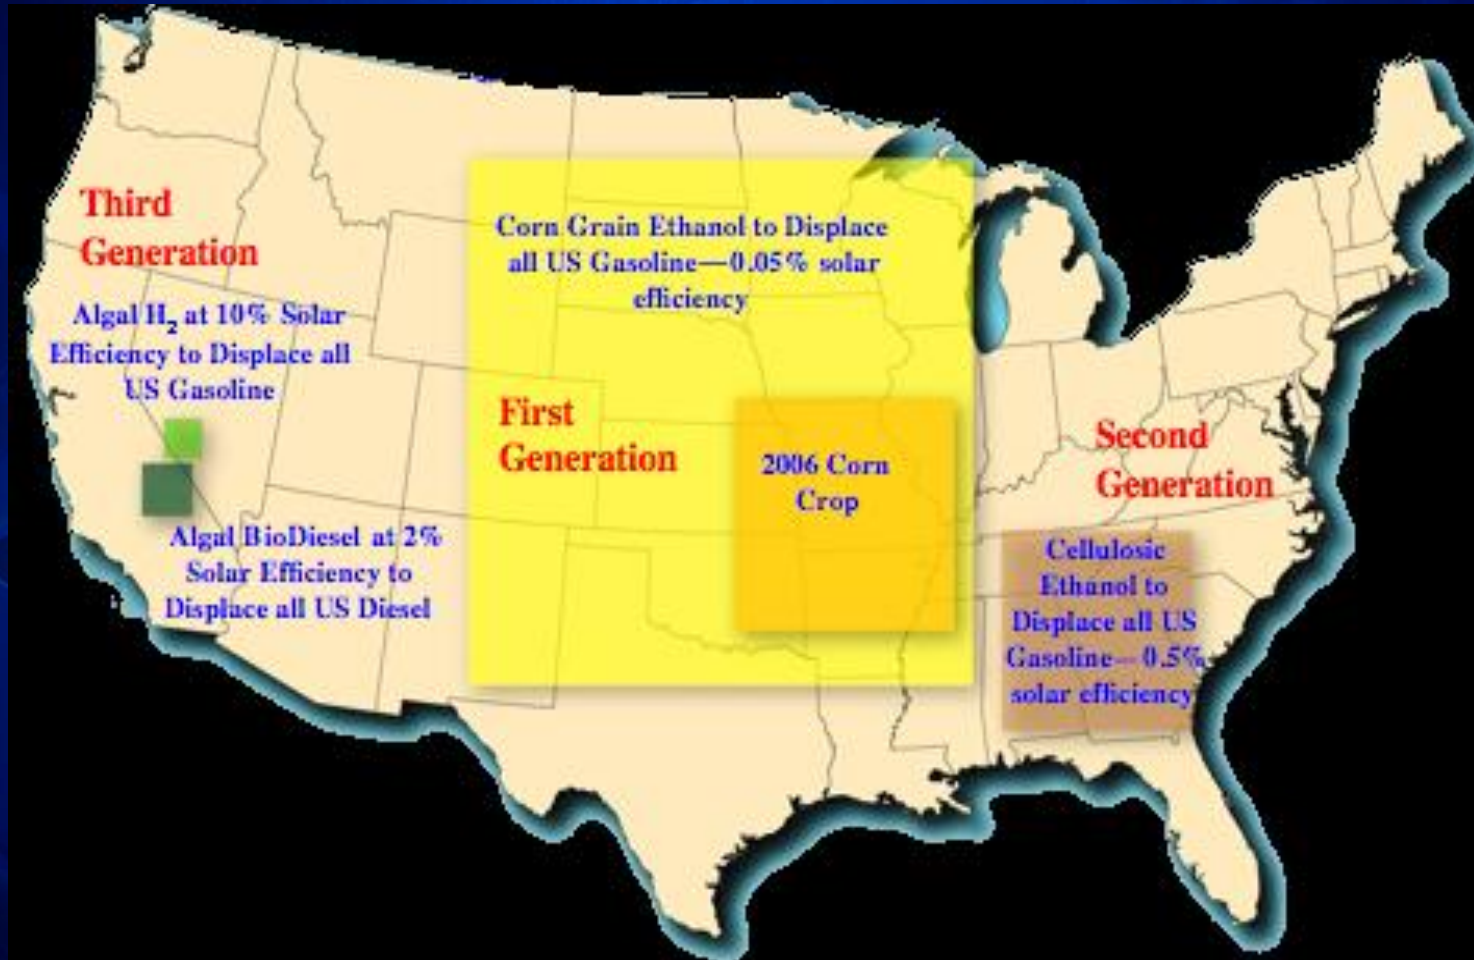 Third
Generation
Algal H₂ at 10% Solar
Efficiency to Displace all
US Gasoline
Algal BioDiesel at 2%
Solar Efficiency to
Displace all US Diesel
Corn Grain Ethanol to Displace
all US Gasoline—0.05% solar
efficiency
First
Generation
2006 Corn
Crop
Second
Generation
Cellulosic
Ethanol to
Displace all US
Gasoline—0.5%
solar efficiency